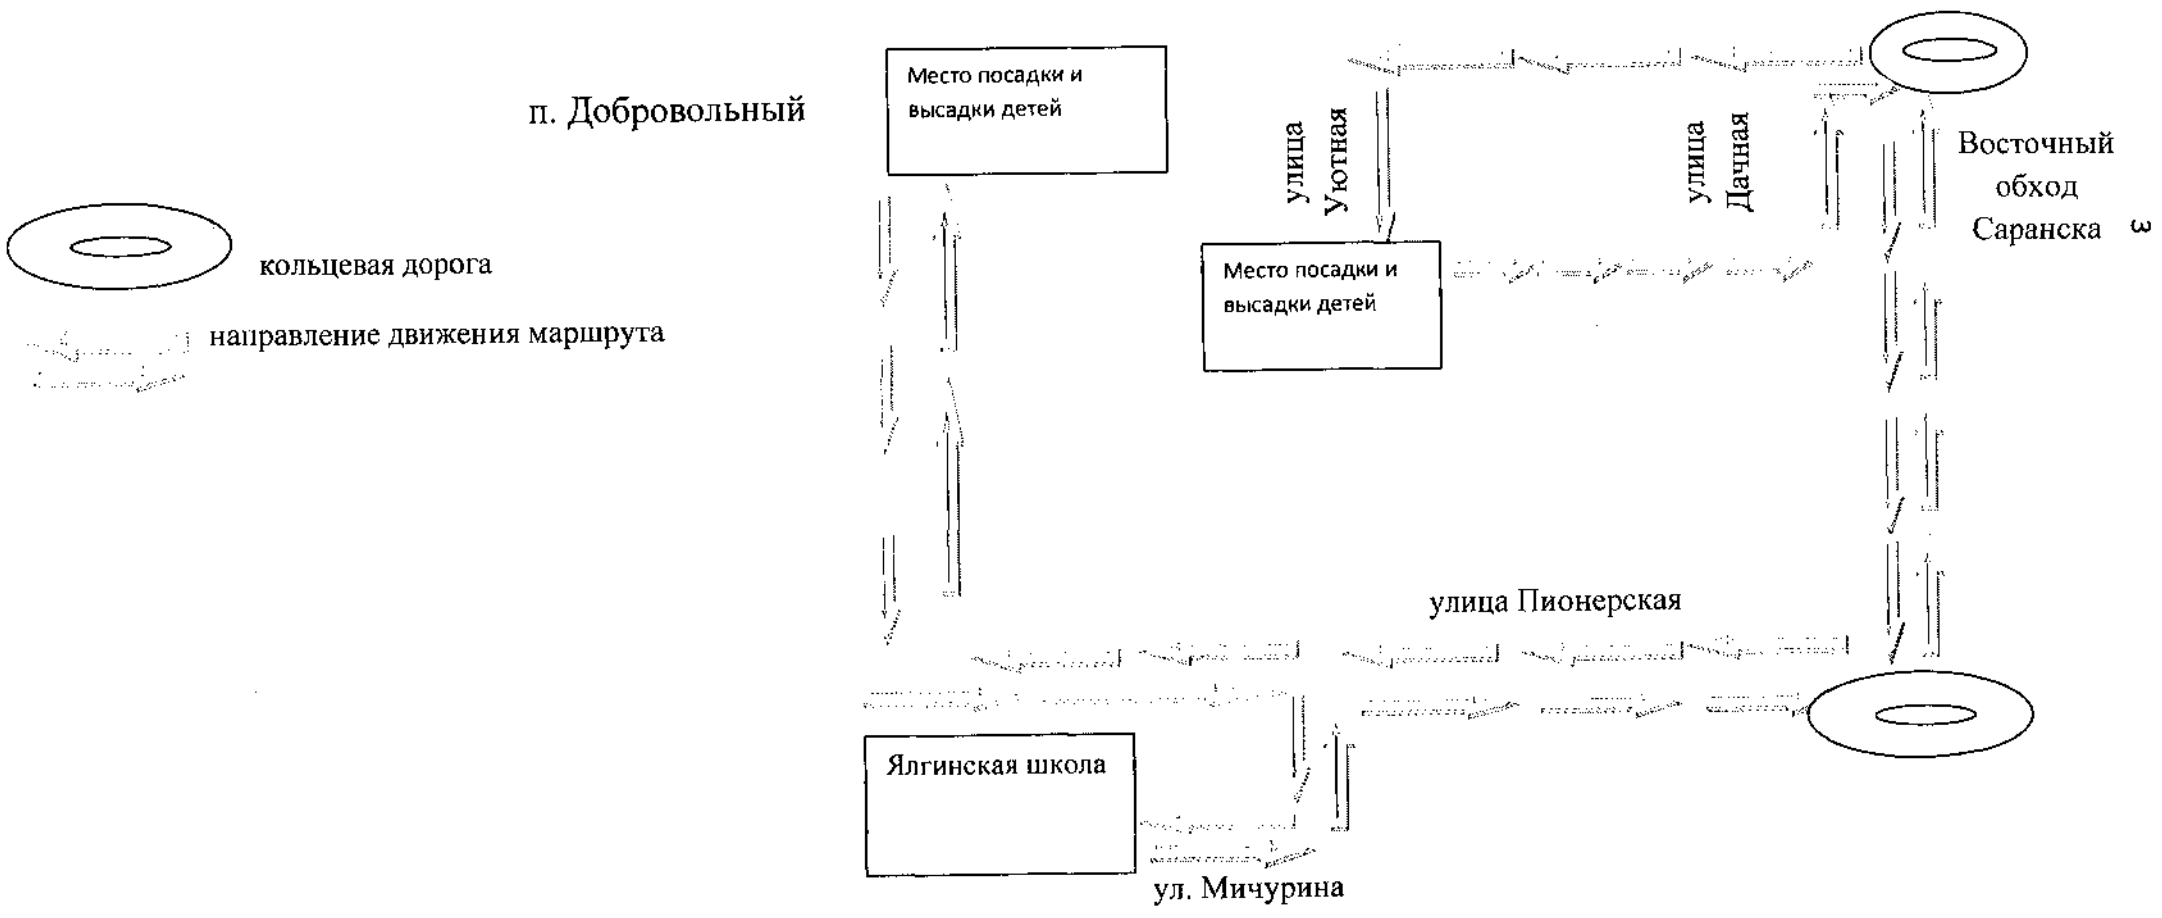 Место посадки и
высадки детей
п. Добровольный
улица
Уютная
улица
Дачная
Восточный
обход
Саранска
3
Место посадки и
высадки детей
кольцевая дорога
направление движения маршрута
улица Пионерская
Ялгинская школа
ул. Мичурина